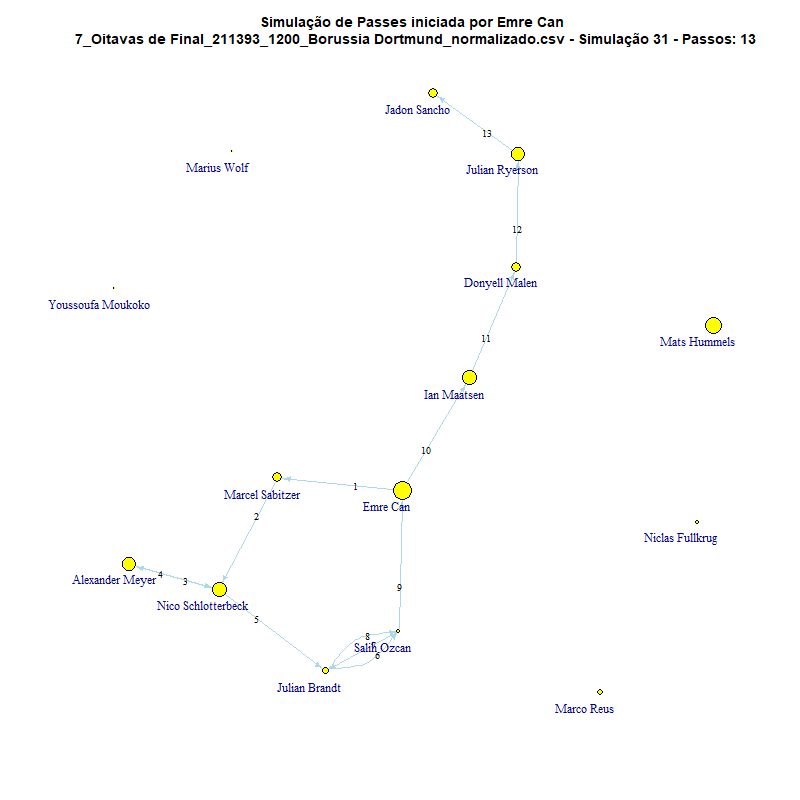 Simulação de Passes iniciada por Emre Can
7_Oitavas de Final_211393_1200_Borussia Dortmund_normalizado.csv - Simulação 31 - Passos: 13
Jadon Sancho
13
Marius Wolf
Julian Ryerson
12
Donyell Malen
Youssoufa Moukoko
11
Mats Hummels
Ian Maatsen
10
Marcel Sabitzer
1
Emre Can
2
Niclas Fullkrug
Alexander Meyer
4
3
Nico Schlotterbeck
9
5
8
Salih Ozcan
6
Julian Brandt
Marco Reus